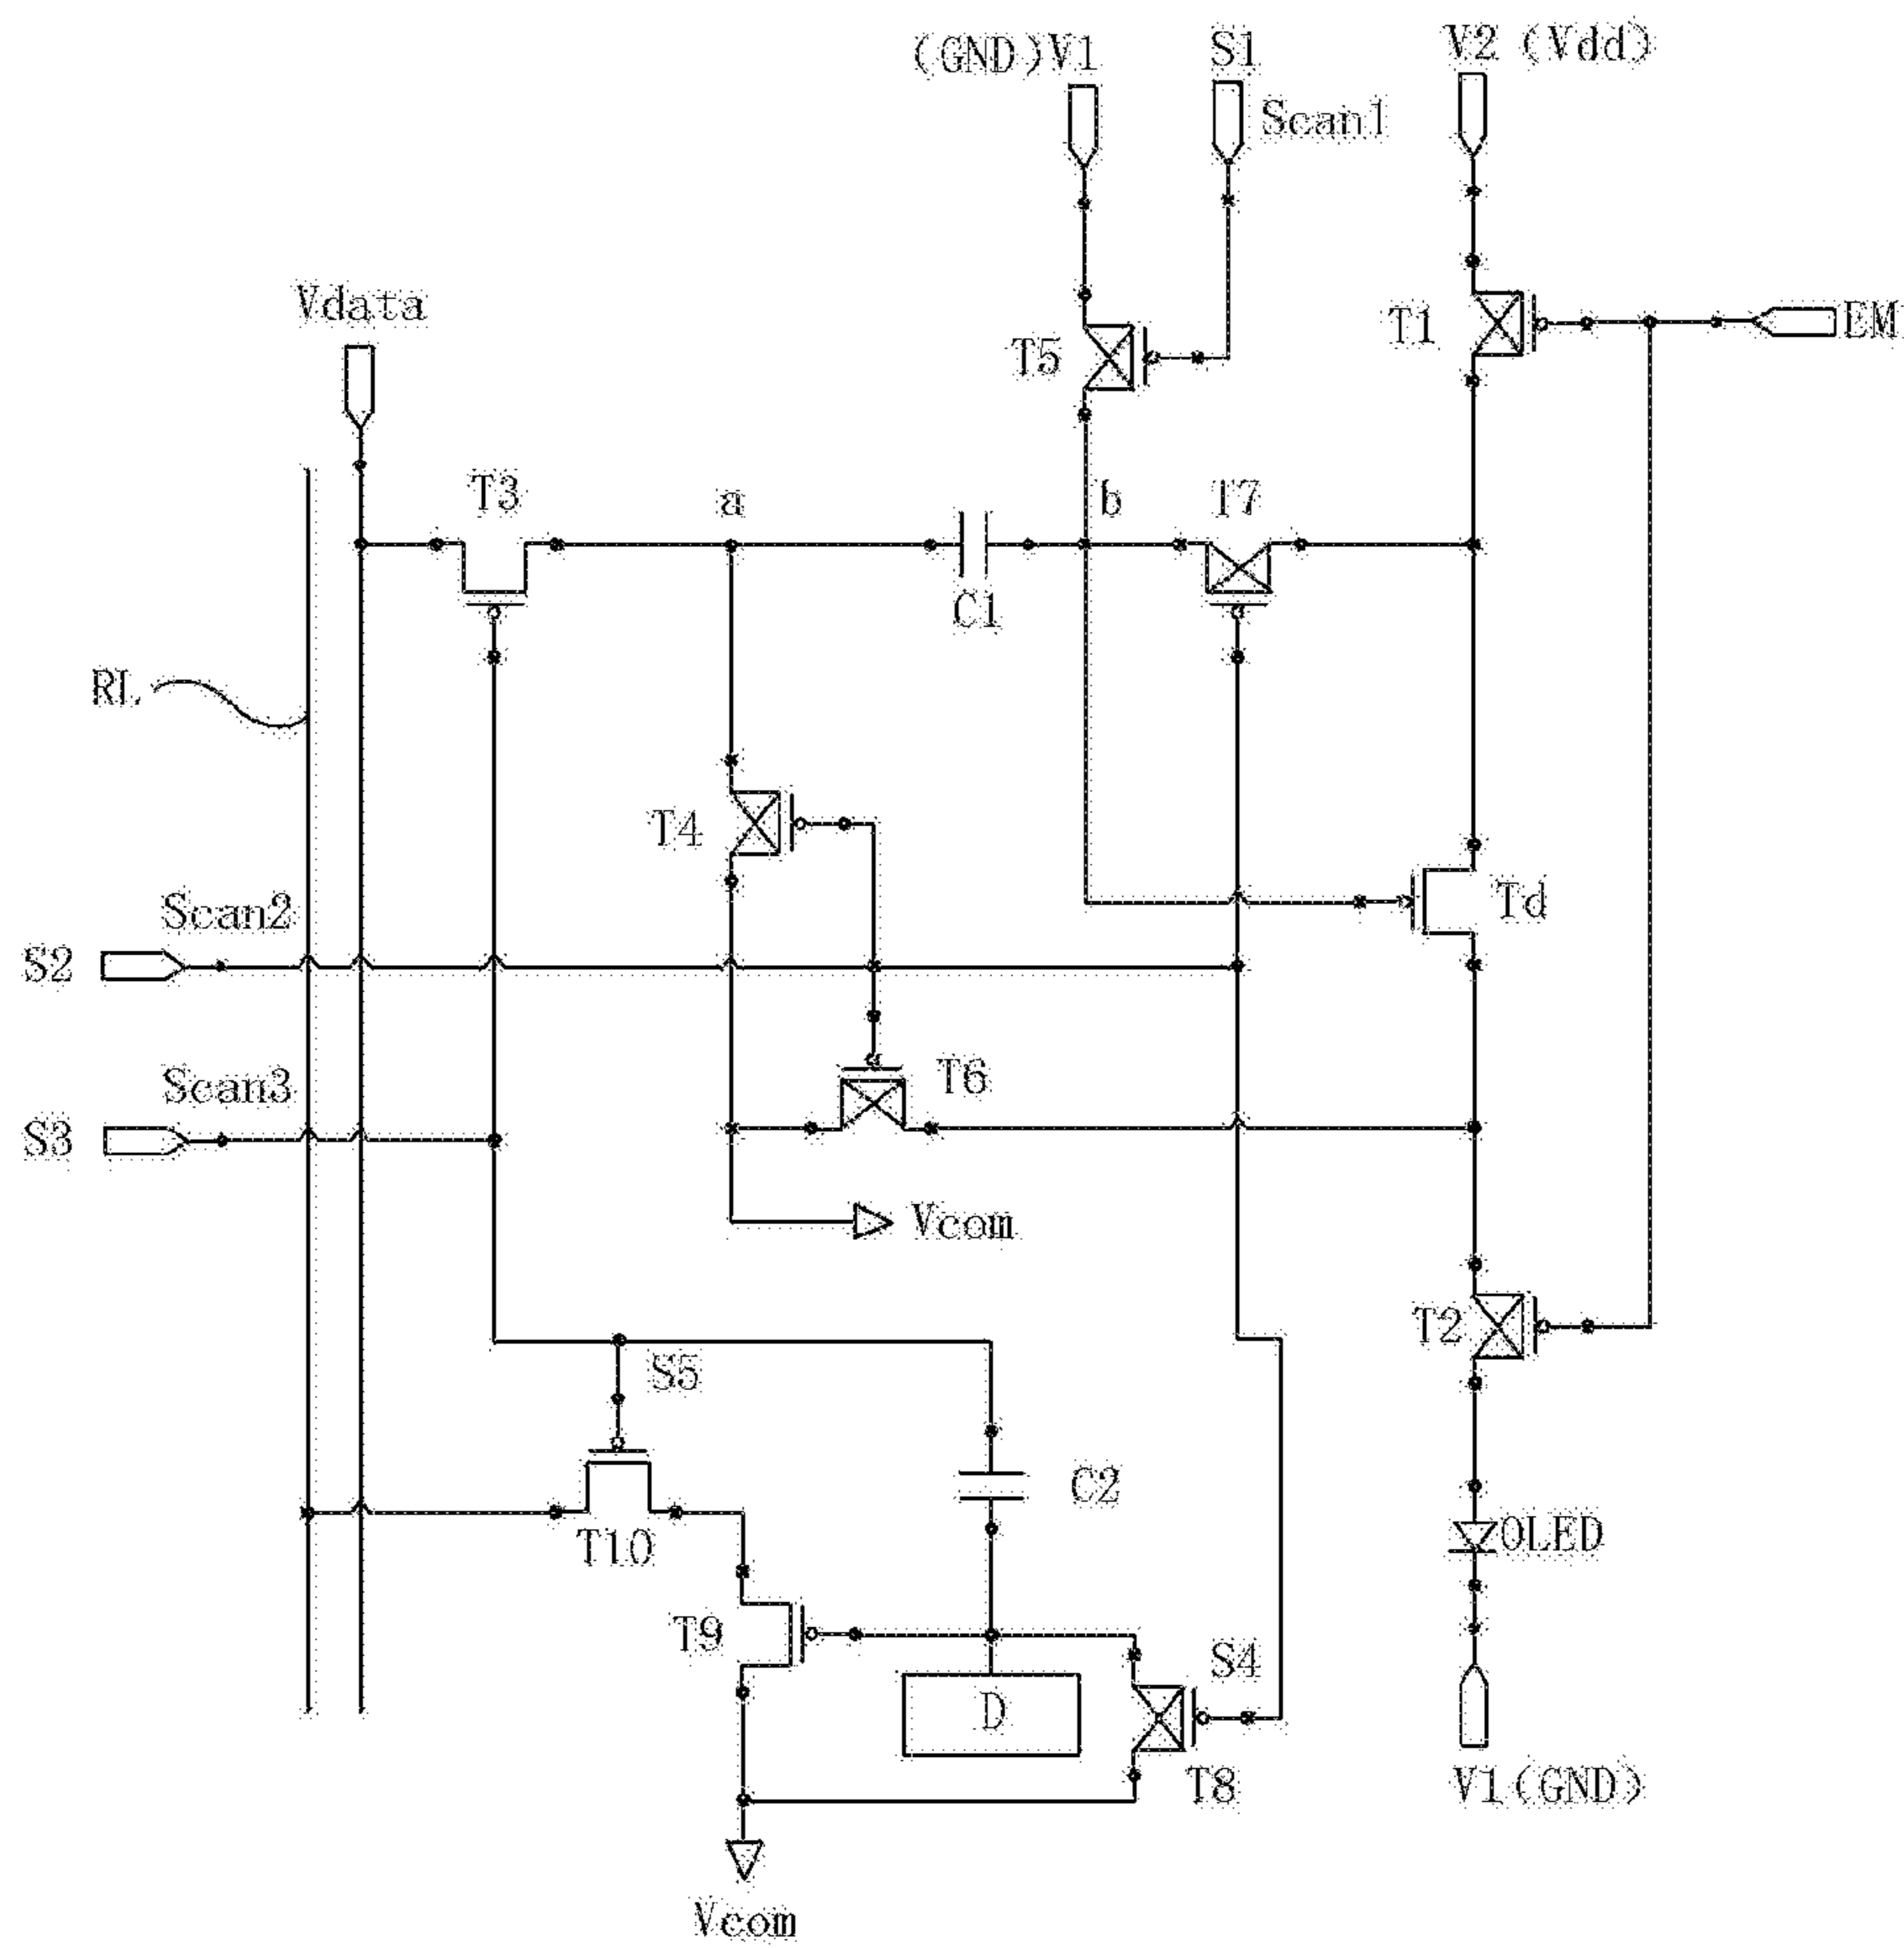 (GND)V1
S1
V2 (Vdd)
Scan1
Vdata
T5
T1
EM
T3
a
b
T7
C1
RL
T4
Td
Scan2
S2
T6
Scan3
S3
Vcom
T2
S5
C2
OLED
T10
T9
S4
D
T8
V1(GND)
Vcom